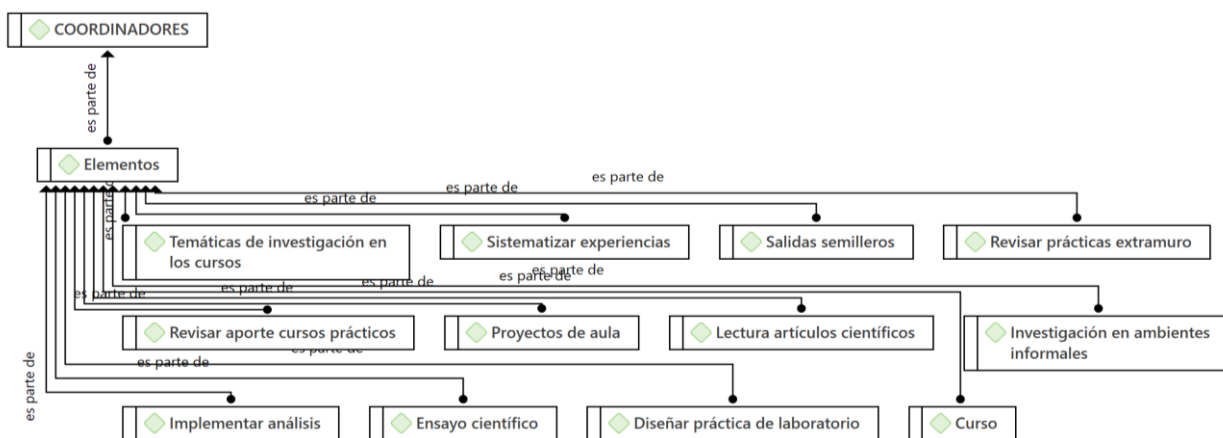 COORDINADORES
es parte de
Elementos
es parte de
es parte de
es parte de
es parte de
Temáticas de investigación en
los cursos
Sistematizar experiencias
Salidas semilleros
Revisar prácticas extramuro
es parte de
es parte de
es parte de
es parte de
Revisar aporte cursos prácticos
Proyectos de aula
Lectura artículos científicos
Investigación en ambientes
informales
es parte de
es parte de
es parte de
Implementar análisis
Ensayo científico
Diseñar práctica de laboratorio
Curso